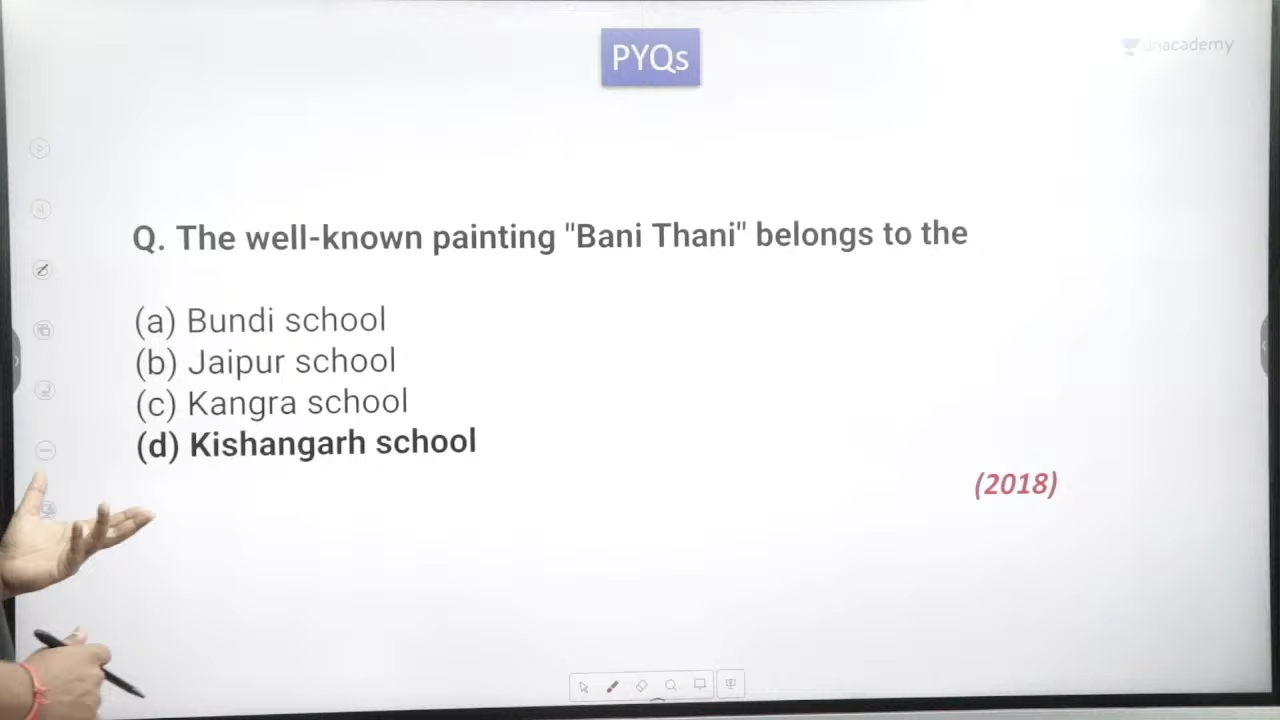 PYQs
unacademy
Q. The well-known painting "Bani Thani" belongs to the
(a) Bundi school
(b) Jaipur school
(c) Kangra school
(d) Kishangarh school
(2018)